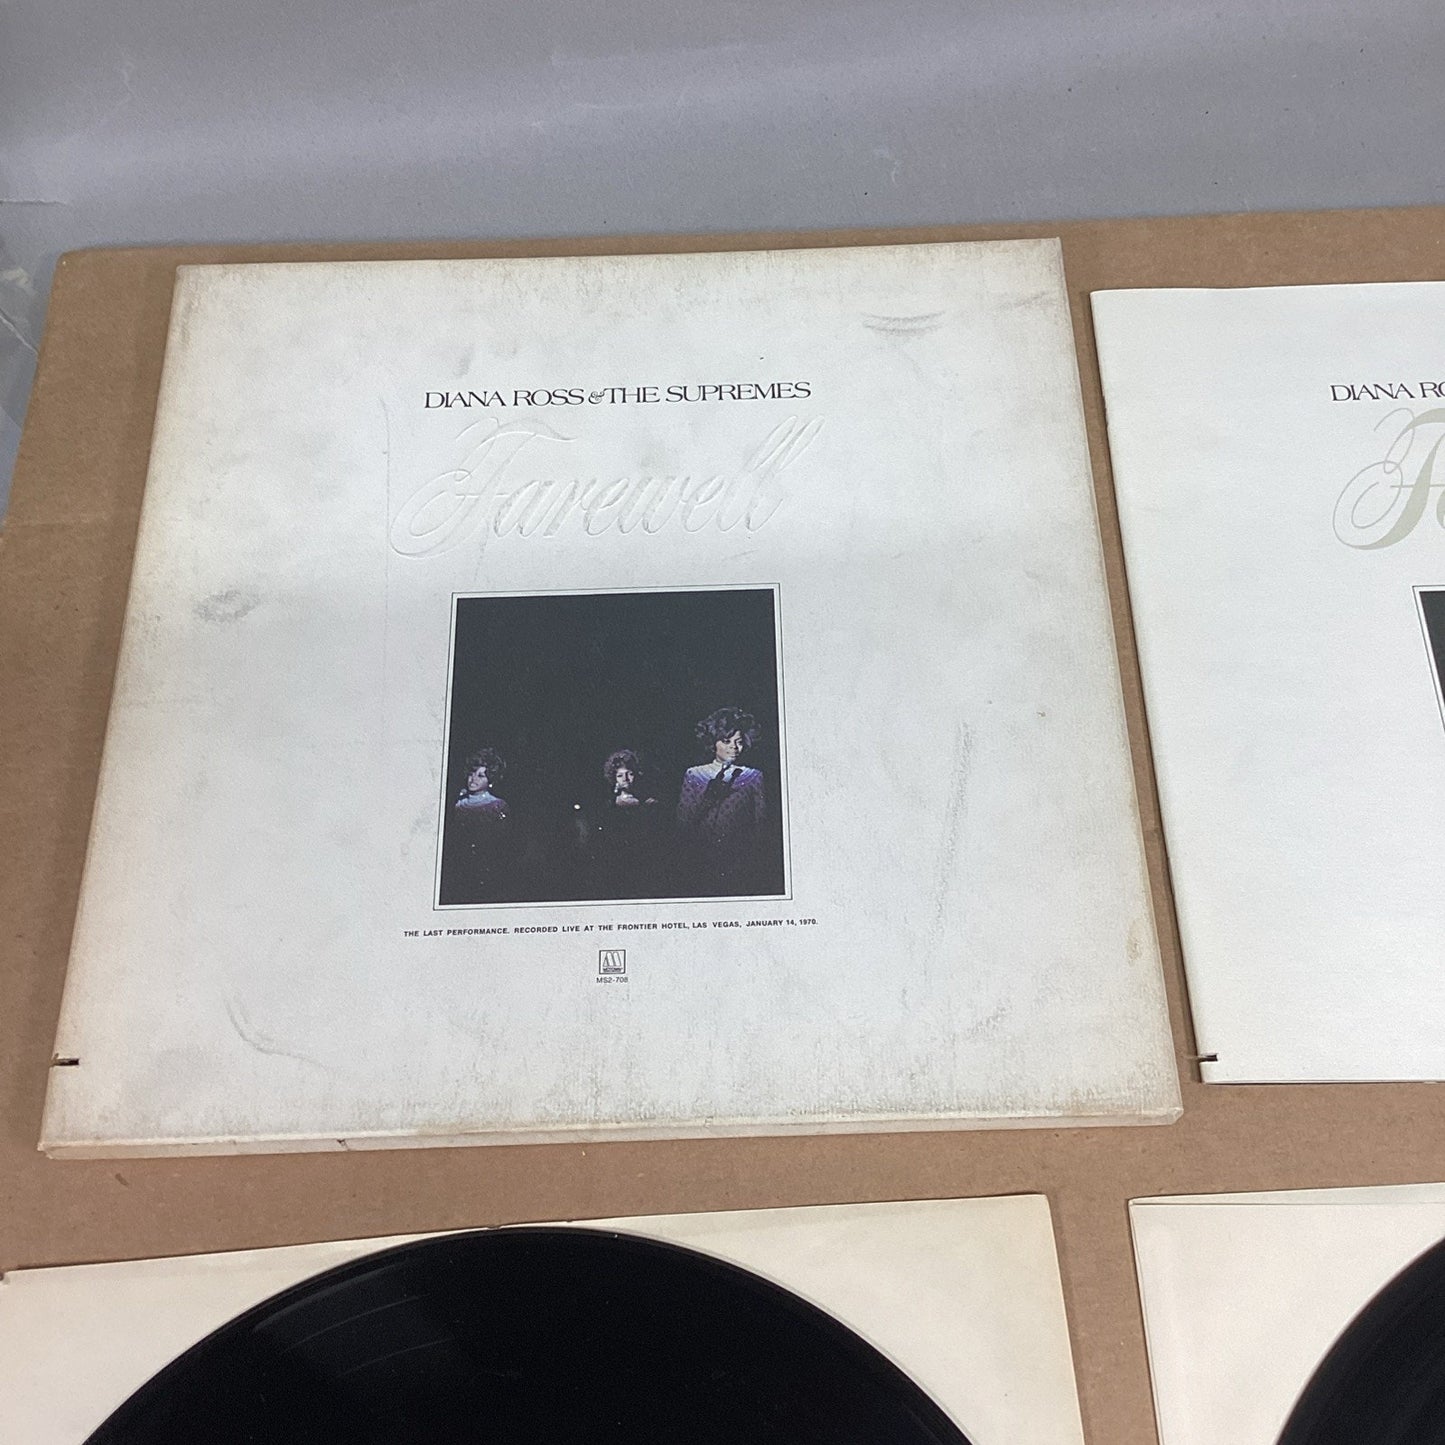 DIANA ROSS & THE SUPREMES
Farewell
THE LAST PERFORMANCE. RECORDED LIVE AT THE FRONTIER HOTEL, LAS VEGAS, JANUARY 14, 1970.
MOTOWN
MS2-708
DIANA RO